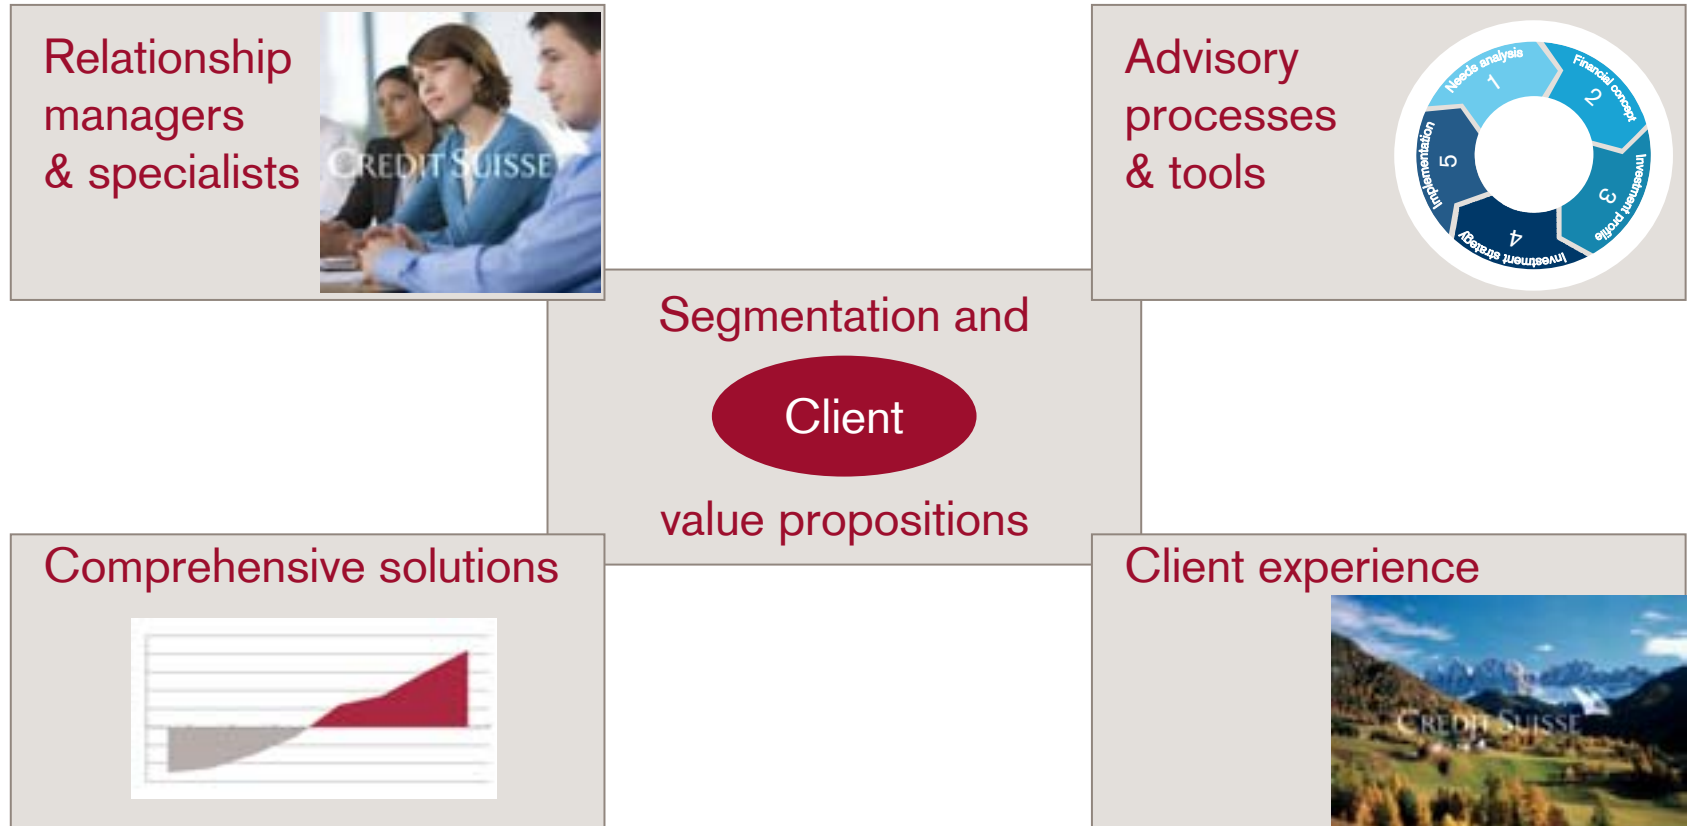 Relationship
managers
& specialists
CREDIT SUISSE
Advisory
processes
& tools
Needs analysis
1
Financial concept
2
Investment profile
3
Investment strategy
4
Implementation
5
Segmentation and
Client
value propositions
Comprehensive solutions
Client experience
CREDIT SUISSE